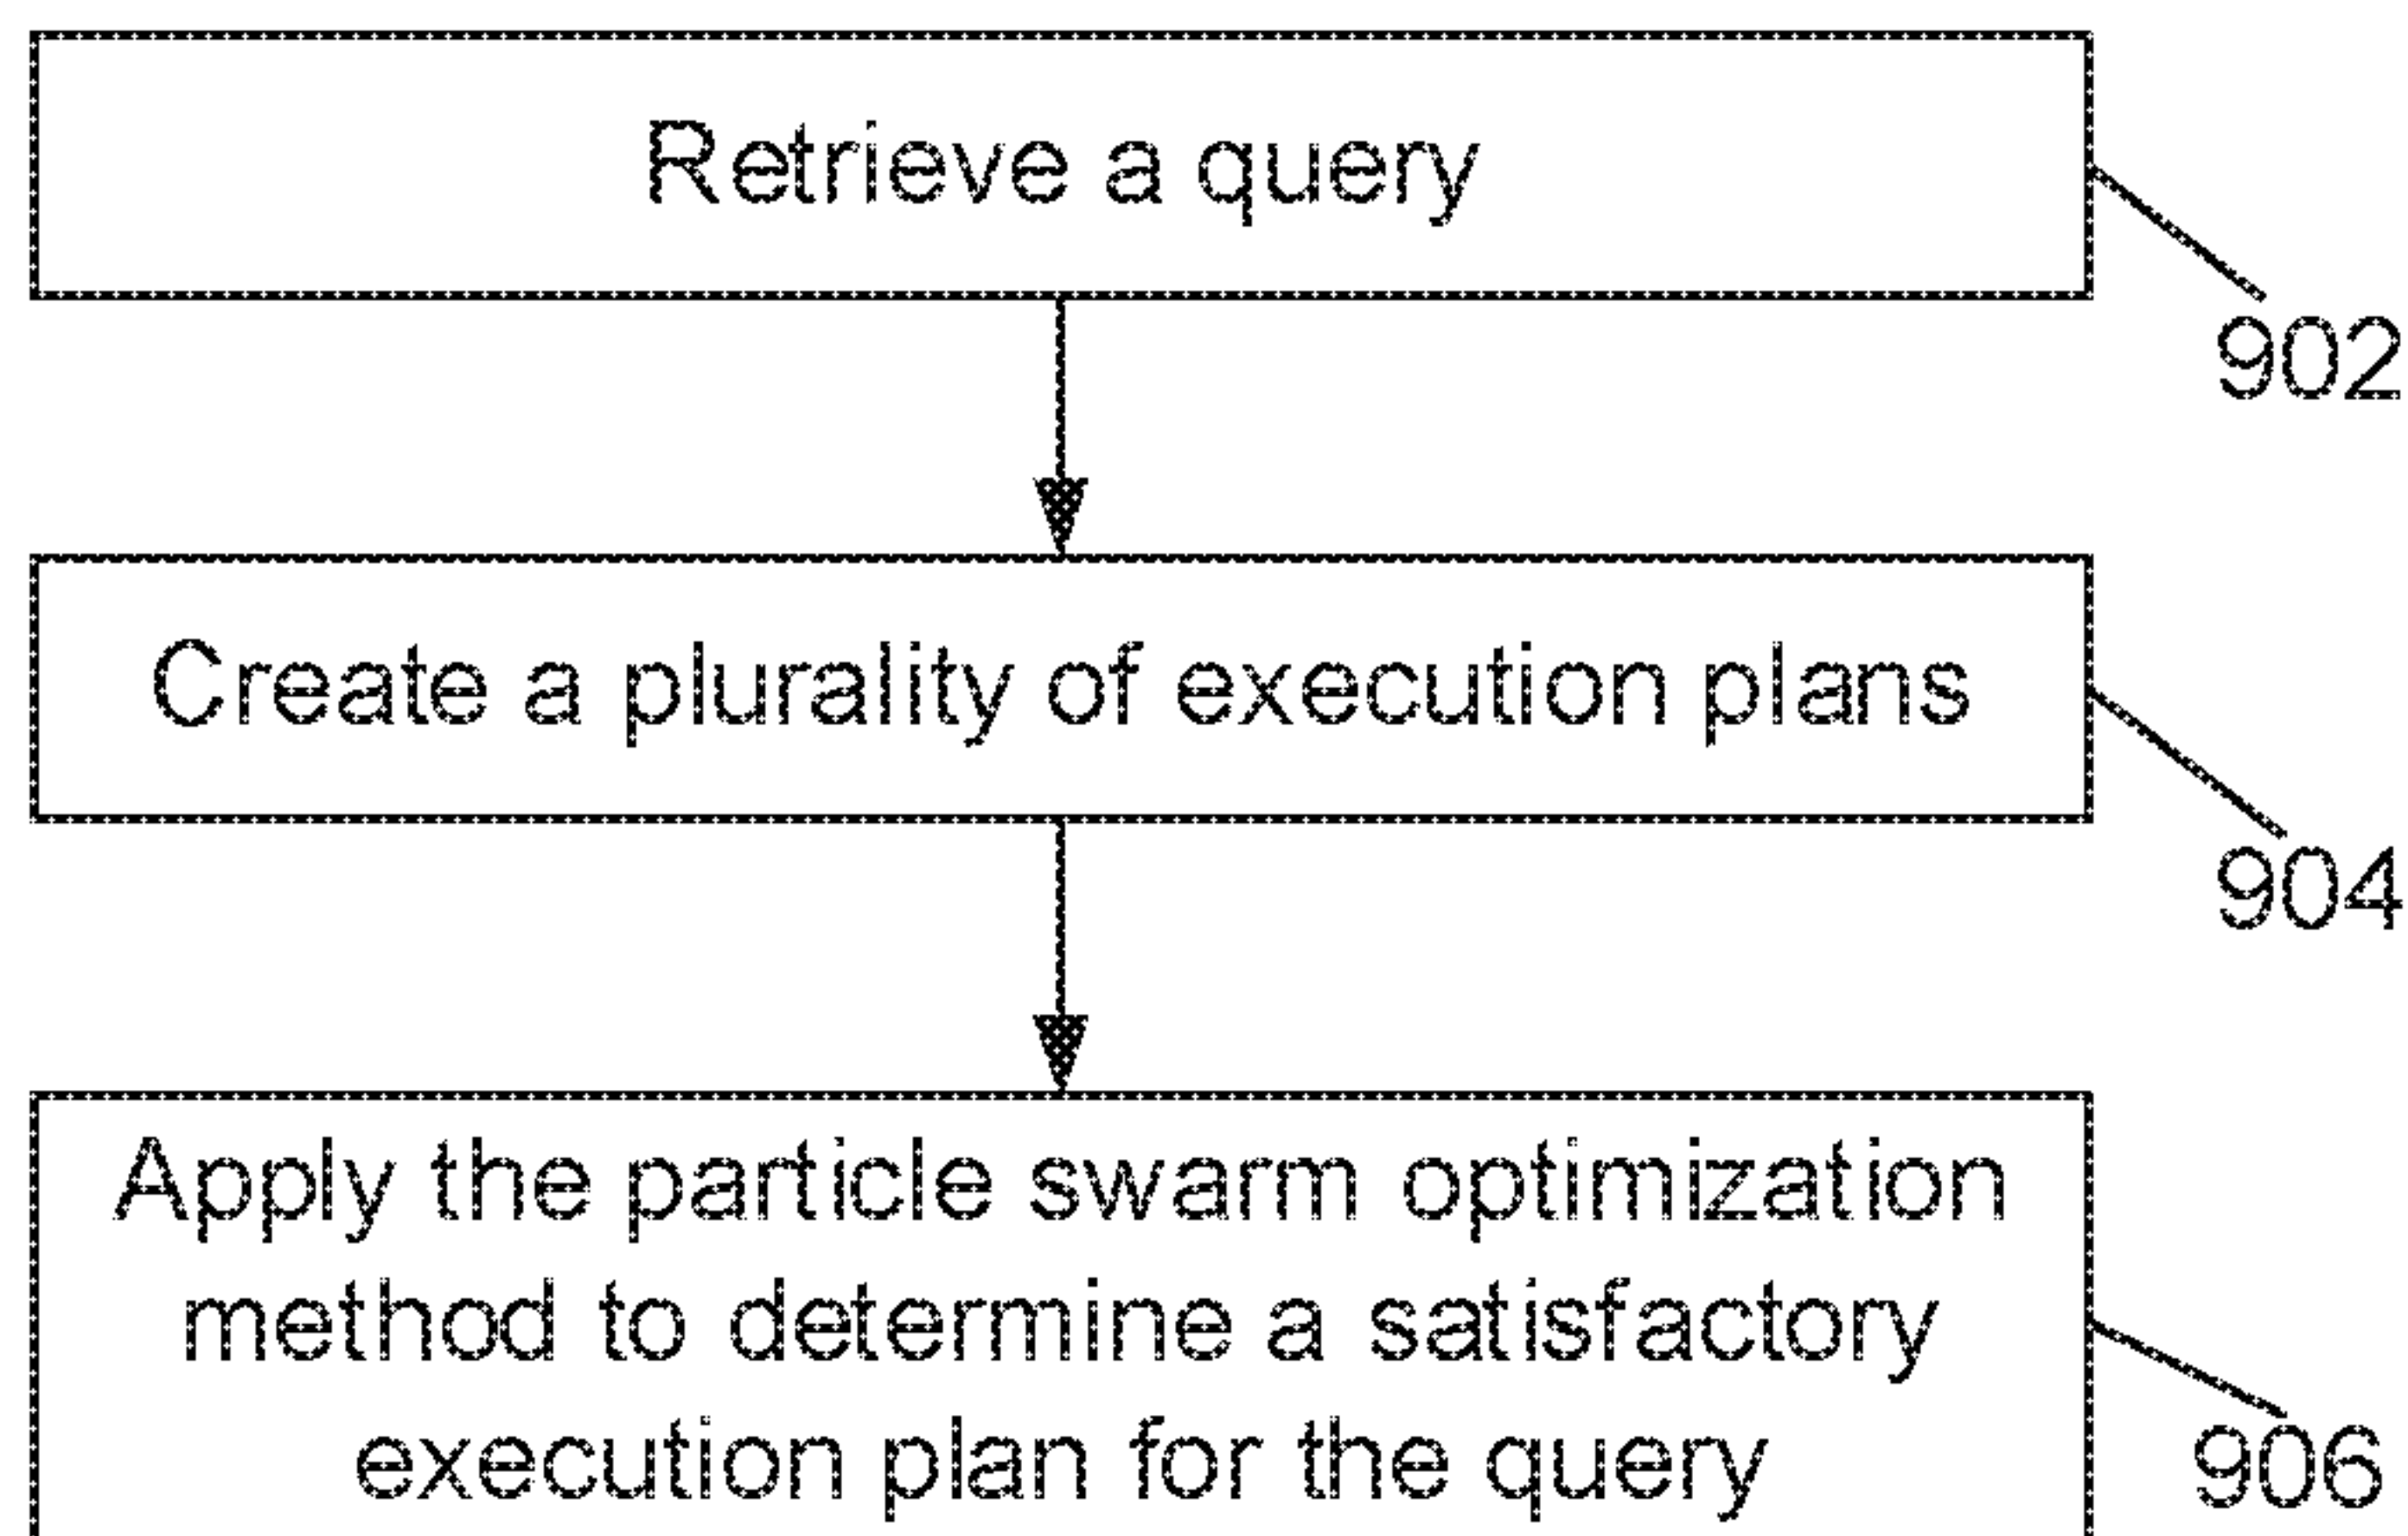 Retrieve a query
902
Create a plurality of execution plans
904
Apply the particle swarm optimization
method to determine a satisfactory
execution plan for the query
906